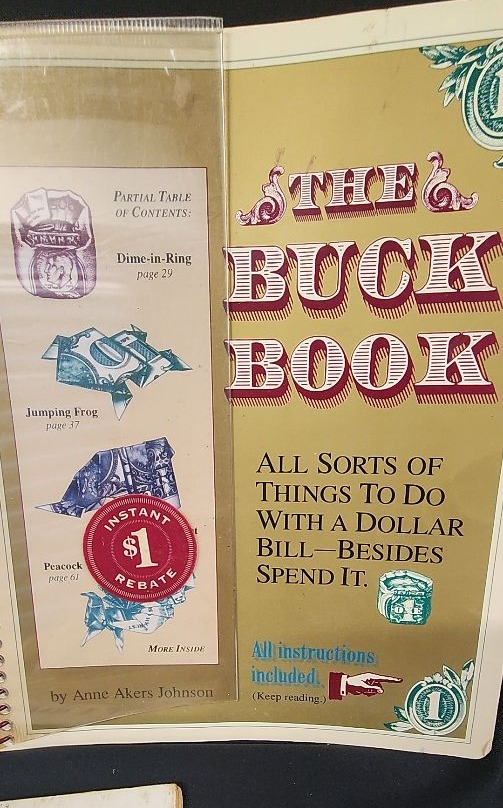 PARTIAL TABLE
OF CONTENTS:
Dime-in-Ring
page 29
Jumping Frog
page 37
INSTANT
$1
REBATE
Peacock
page 61
MORE INSIDE
by Anne Akers Johnson
THE
BUCK
BOOK
ALL SORTS OF
THINGS TO DO
WITH A DOLLAR
BILL—BESIDES
SPEND IT.
ONE
All instructions
included.
(Keep reading.)
1